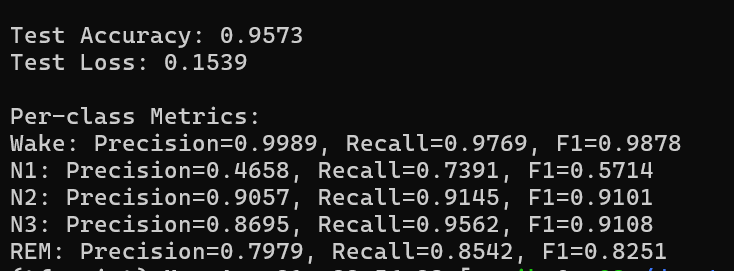 Test Accuracy: 0.9573
Test Loss: 0.1539
Per-class Metrics:
Wake: Precision=0.9989, Recall=0.9769, F1=0.9878
N1: Precision=0.4658, Recall=0.7391, F1=0.5714
N2: Precision=0.9057, Recall=0.9145, F1=0.9101
N3: Precision=0.8695, Recall=0.9562, F1=0.9108
REM: Precision=0.7979, Recall=0.8542, F1=0.8251